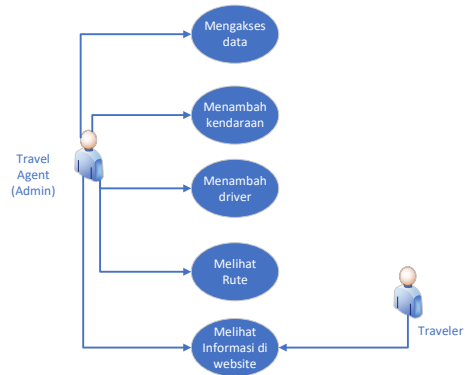 Mengakses
data
Menambah
kendaraan
Travel
Agent
(Admin)
Menambah
driver
Melihat
Rute
Melihat
Informasi di
website
Traveler